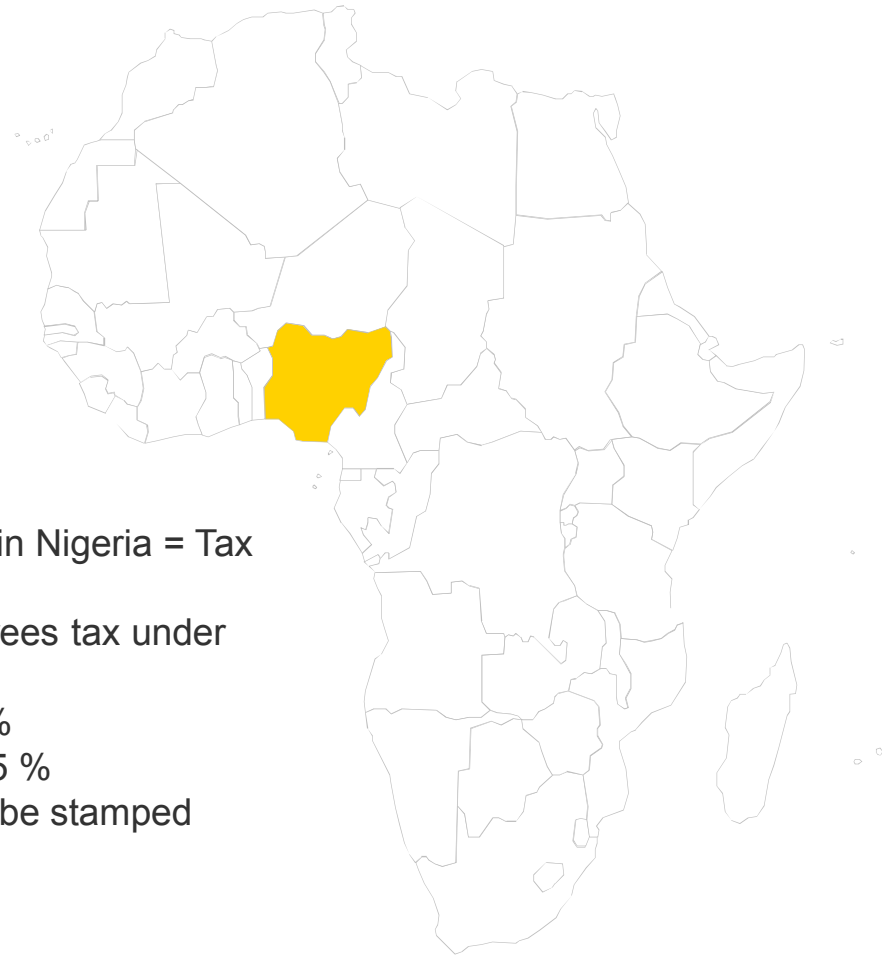 in Nigeria = Tax
ees tax under
%
5 %
be stamped